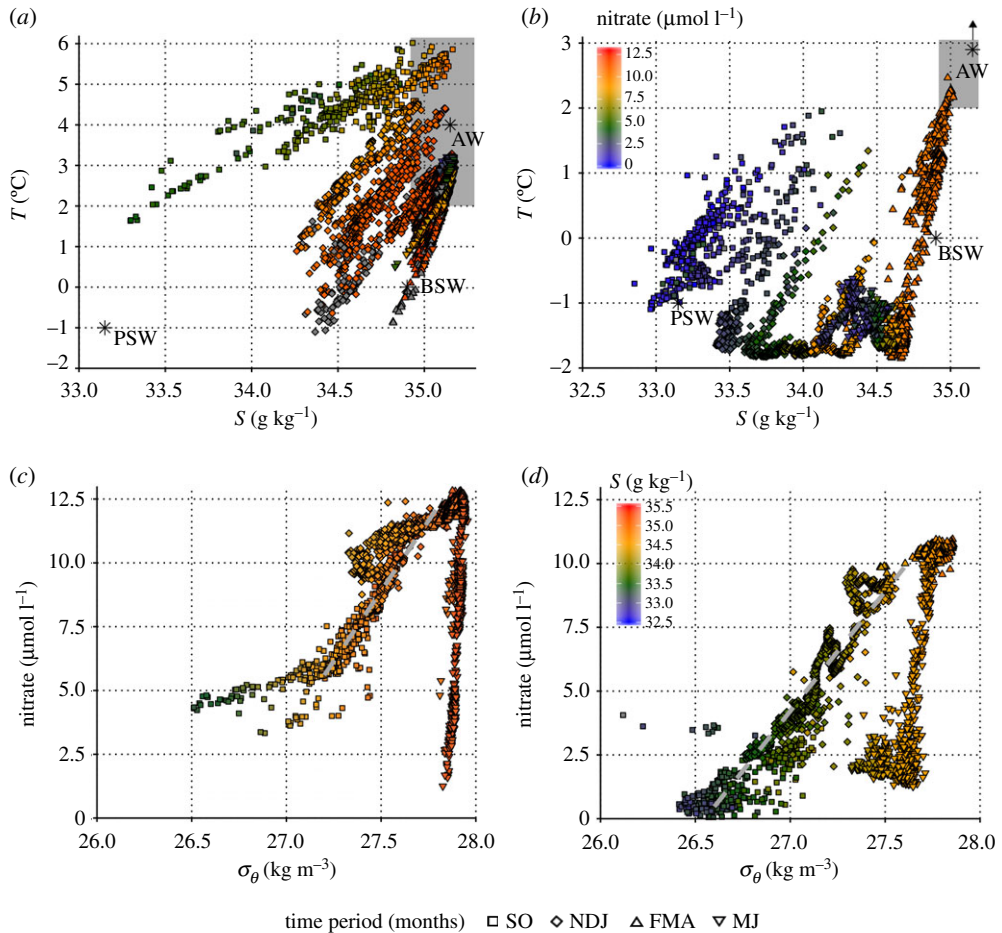 (a)
6
5
4
3
2
1
0
−1
−2
T (°C)
AW
BSW
PSW
33.0 33.5 34.0 34.5 35.0
S (g kg⁻¹)
(b) nitrate (µmol l⁻¹)
12.5
10.0
7.5
5.0
2.5
0
3
2
1
0
−1
−2
T (°C)
AW
BSW
PSW
32.5 33.0 33.5 34.0 34.5 35.0
S (g kg⁻¹)
(c)
12.5
10.0
7.5
5.0
2.5
0
nitrate (µmol l⁻¹)
26.0 26.5 27.0 27.5 28.0
σθ (kg m⁻³)
(d) S (g kg⁻¹)
35.5
35.0
34.5
34.0
33.5
33.0
32.5
12.5
10.0
7.5
5.0
2.5
0
nitrate (µmol l⁻¹)
26.0 26.5 27.0 27.5 28.0
σθ (kg m⁻³)
time period (months) SO NDJ FMA MJ